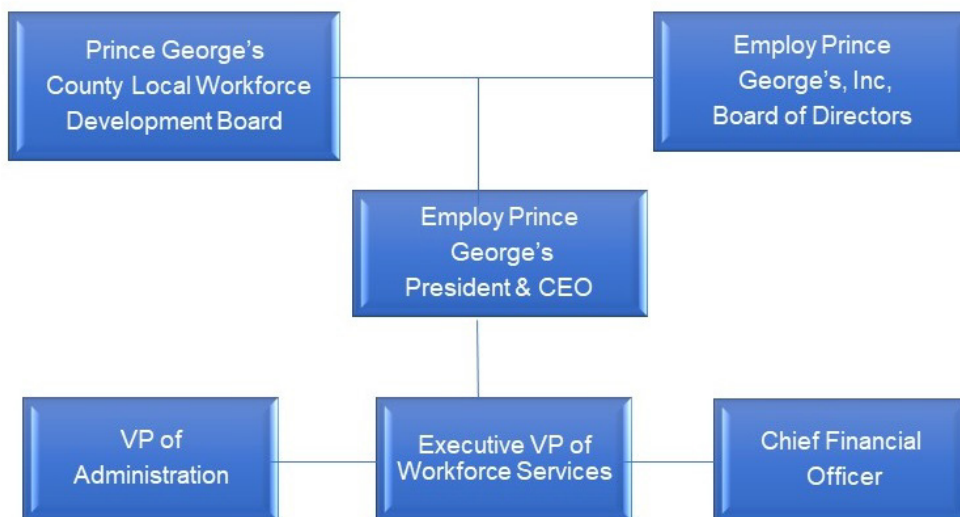 Prince George’s
County Local Workforce
Development Board
Employ Prince
George’s, Inc,
Board of Directors
Employ Prince
George’s
President & CEO
VP of
Administration
Executive VP of
Workforce Services
Chief Financial
Officer